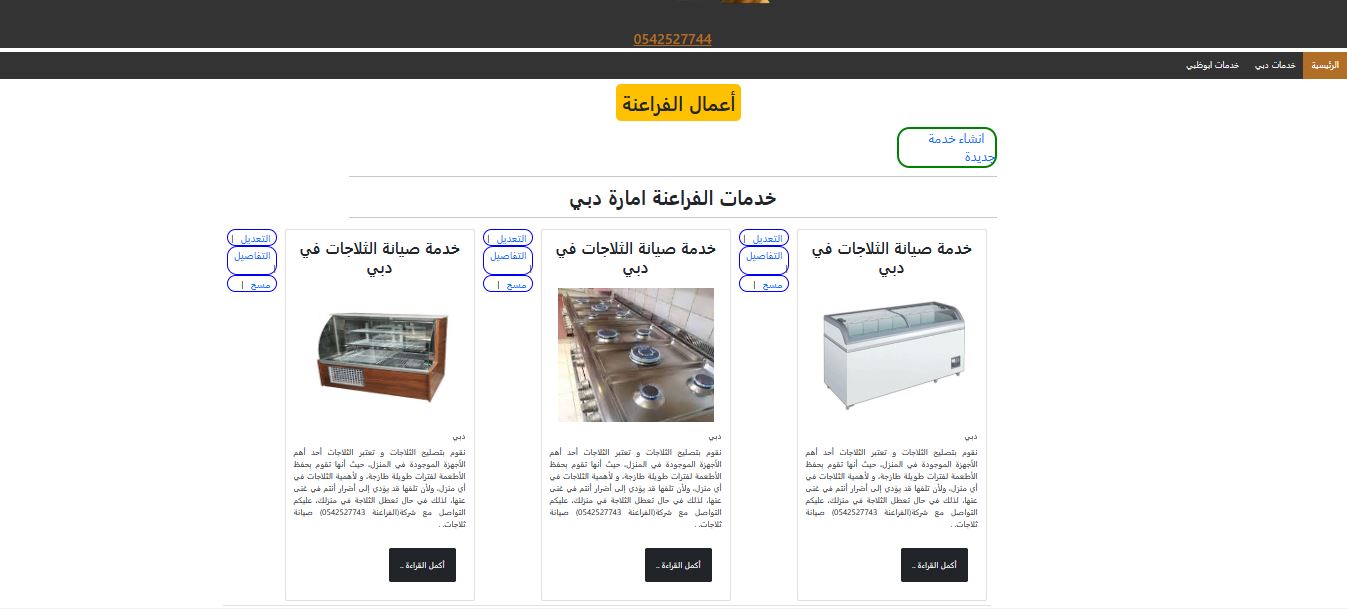 0542527744
الرئيسية
خدمات دبي
خدمات ابوظبي
أعمال الفراعنة
انشاء خدمة
جديدة
خدمات الفراعنة امارة دبي
خدمة صيانة الثلاجات في
دبي
دبي
نقوم بتصليح الثلاجات و تعتبر الثلاجات أحد أهم
الأجهزة الموجودة في المنزل، حيث أنها تقوم بحفظ
الأطعمة لفترات طويلة طازجة، و لأهمية الثلاجات في
أي منزل، ولأن تلفها قد يؤدي إلى أضرار أنتم في غنى
عنها، لذلك في حال تعطل الثلاجة في منزلك، عليكم
التواصل مع شركة(الفراعنة 0542527743) صيانة
ثلاجات. .
أكمل القراءة ..
التعديل |
التفاصيل
|
مسح |
خدمة صيانة الثلاجات في
دبي
دبي
نقوم بتصليح الثلاجات و تعتبر الثلاجات أحد أهم
الأجهزة الموجودة في المنزل، حيث أنها تقوم بحفظ
الأطعمة لفترات طويلة طازجة، و لأهمية الثلاجات في
أي منزل، ولأن تلفها قد يؤدي إلى أضرار أنتم في غنى
عنها، لذلك في حال تعطل الثلاجة في منزلك، عليكم
التواصل مع شركة(الفراعنة 0542527743) صيانة
ثلاجات. .
أكمل القراءة ..
التعديل |
التفاصيل
|
مسح |
خدمة صيانة الثلاجات في
دبي
دبي
نقوم بتصليح الثلاجات و تعتبر الثلاجات أحد أهم
الأجهزة الموجودة في المنزل، حيث أنها تقوم بحفظ
الأطعمة لفترات طويلة طازجة، و لأهمية الثلاجات في
أي منزل، ولأن تلفها قد يؤدي إلى أضرار أنتم في غنى
عنها، لذلك في حال تعطل الثلاجة في منزلك، عليكم
التواصل مع شركة(الفراعنة 0542527743) صيانة
ثلاجات. .
أكمل القراءة ..
التعديل |
التفاصيل
|
مسح |